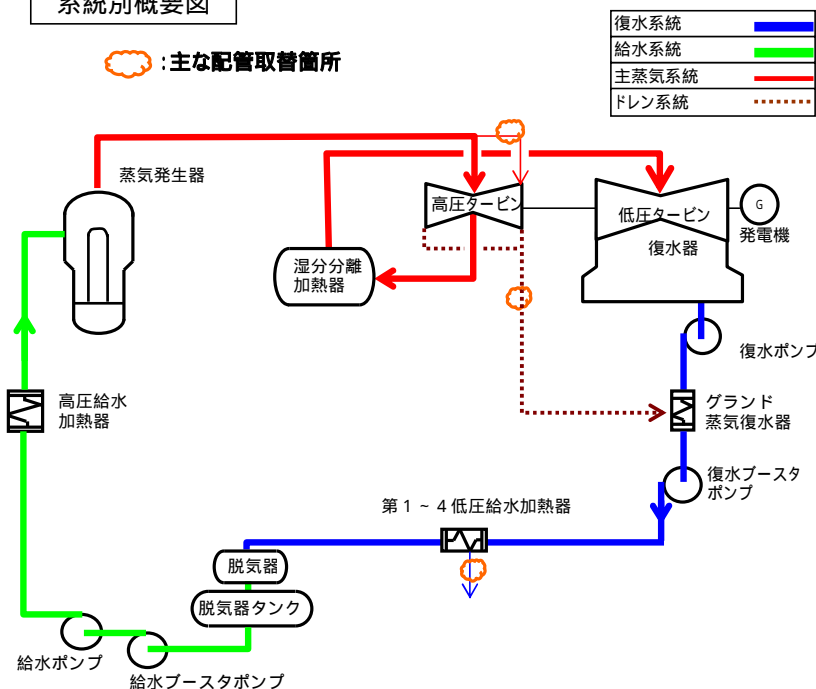 系統別概要図
：主な配管取替箇所
復水系統
給水系統
主蒸気系統
ドレン系統
蒸気発生器
高圧タービン
低圧タービン
G
発電機
復水器
湿分分離
加熱器
復水ポンプ
高圧給水
加熱器
グランド
蒸気復水器
復水ブースタ
ポンプ
第1～4低圧給水加熱器
脱気器
脱気器タンク
給水ポンプ
給水ブースタポンプ